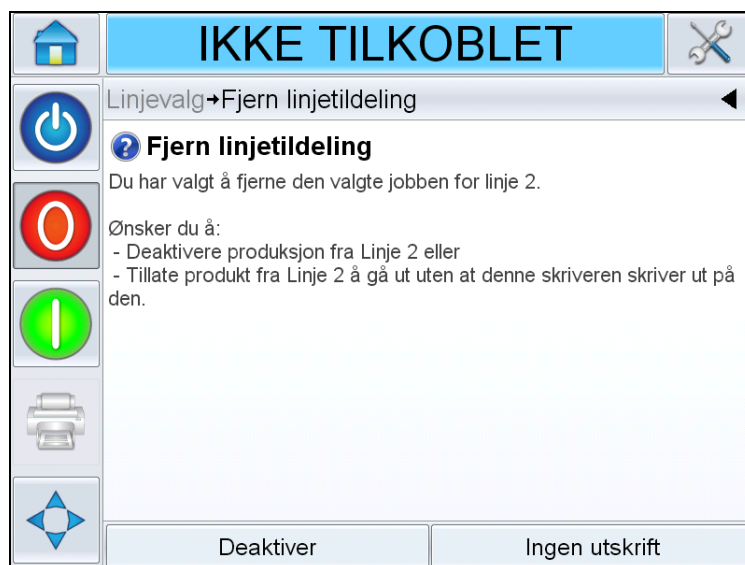 IKKE TILKOBLET
Linjevalg→Fjern linjetildeling
Fjern linjetildeling
Du har valgt å fjerne den valgte jobben for linje 2.
Ønsker du å:
- Deaktivere produksjon fra Linje 2 eller
- Tillate produkt fra Linje 2 å gå ut uten at denne skriveren skriver ut på
den.
Deaktiver
Ingen utskrift